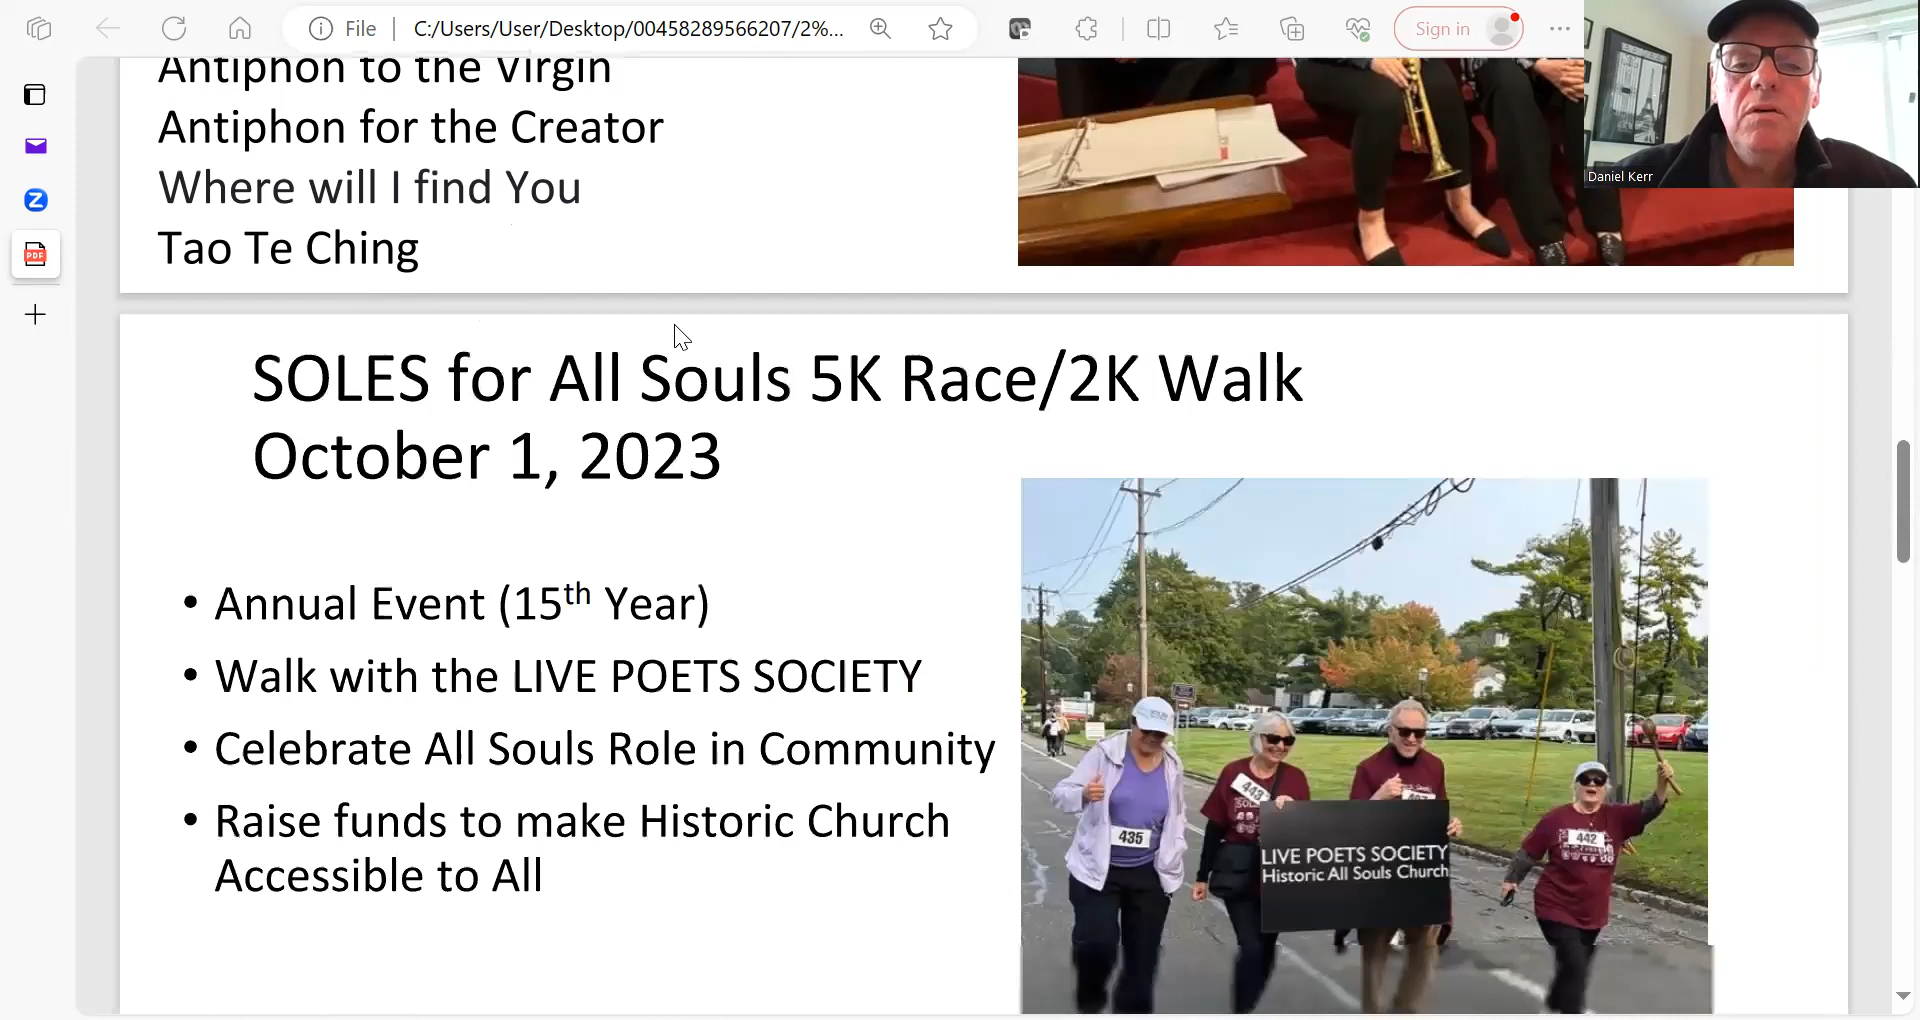 File
C:/Users/User/Desktop/00458289566207/2%...
Sign in
Daniel Kerr
Antiphon to the Virgin
Antiphon for the Creator
Where will I find You
Tao Te Ching
SOLES for All Souls 5K Race/2K Walk
October 1, 2023
• Annual Event (15th Year)
• Walk with the LIVE POETS SOCIETY
• Celebrate All Souls Role in Community
• Raise funds to make Historic Church
Accessible to All
435
443
LIVE POETS SOCIETY
Historic All Souls Church
442
PDF